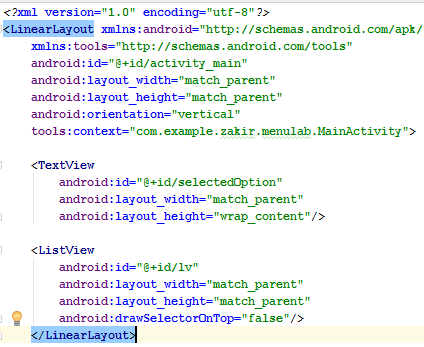 <?xml version="1.0" encoding="utf-8"?>
<LinearLayout xmlns:android="http://schemas.android.com/apk/
xmlns:tools="http://schemas.android.com/tools"
android:id="@+id/activity_main"
android:layout_width="match_parent"
android:layout_height="match_parent"
android:orientation="vertical"
tools:context="com.example.zakir.menulab.MainActivity">
<TextView
android:id="@+id/selectedOption"
android:layout_width="match_parent"
android:layout_height="wrap_content"/>
<ListView
android:id="@+id/lv"
android:layout_width="match_parent"
android:layout_height="match_parent"
android:drawSelectorOnTop="false"/>
</LinearLayout>